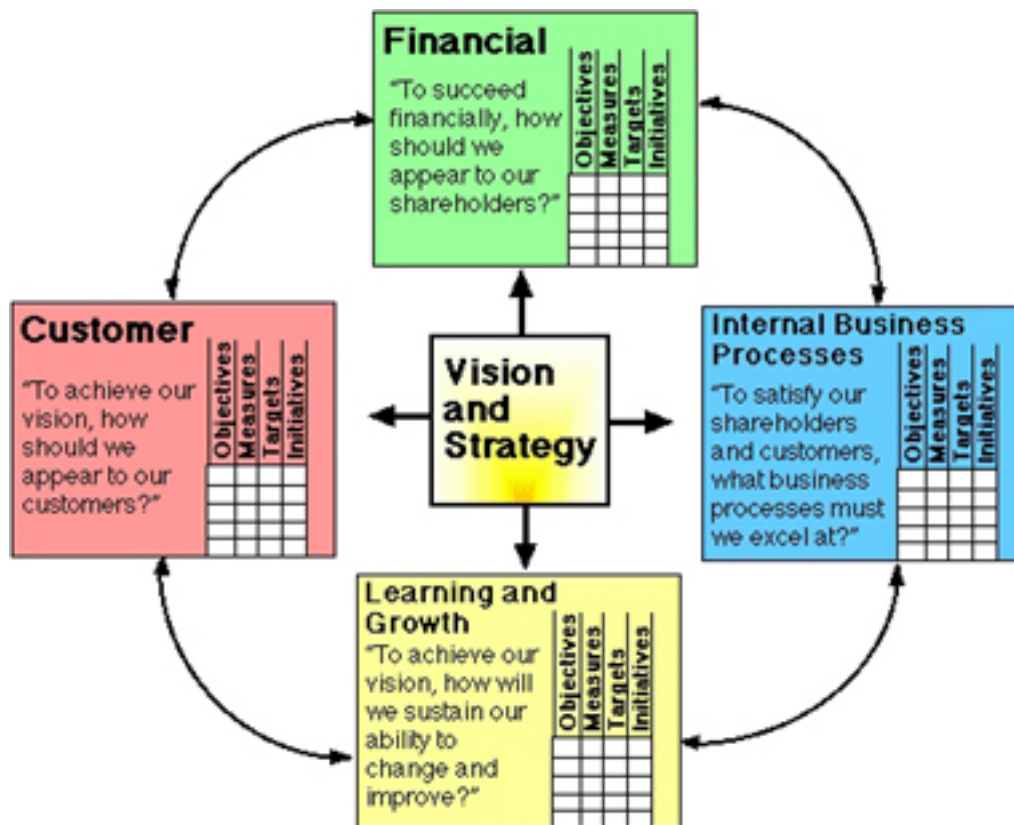 Financial
“To succeed
financially, how
should we
appear to our
shareholders?”
Objectives
Measures
Targets
Initiatives
Customer
“To achieve our
vision, how
should we
appear to our
customers?”
Objectives
Measures
Targets
Initiatives
Vision
and
Strategy
Internal Business
Processes
“To satisfy our
shareholders
and customers,
what business
processes must
we excel at?”
Objectives
Measures
Targets
Initiatives
Learning and
Growth
“To achieve our
vision, how will
we sustain our
ability to
change and
improve?”
Objectives
Measures
Targets
Initiatives